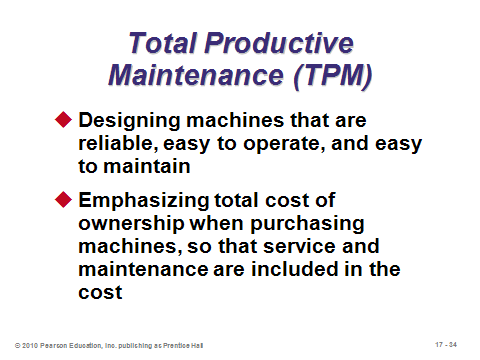 Total Productive
Maintenance (TPM)
Designing machines that are
reliable, easy to operate, and easy
to maintain
Emphasizing total cost of
ownership when purchasing
machines, so that service and
maintenance are included in the
cost
© 2010 Pearson Education, Inc. publishing as Prentice Hall
17 - 34